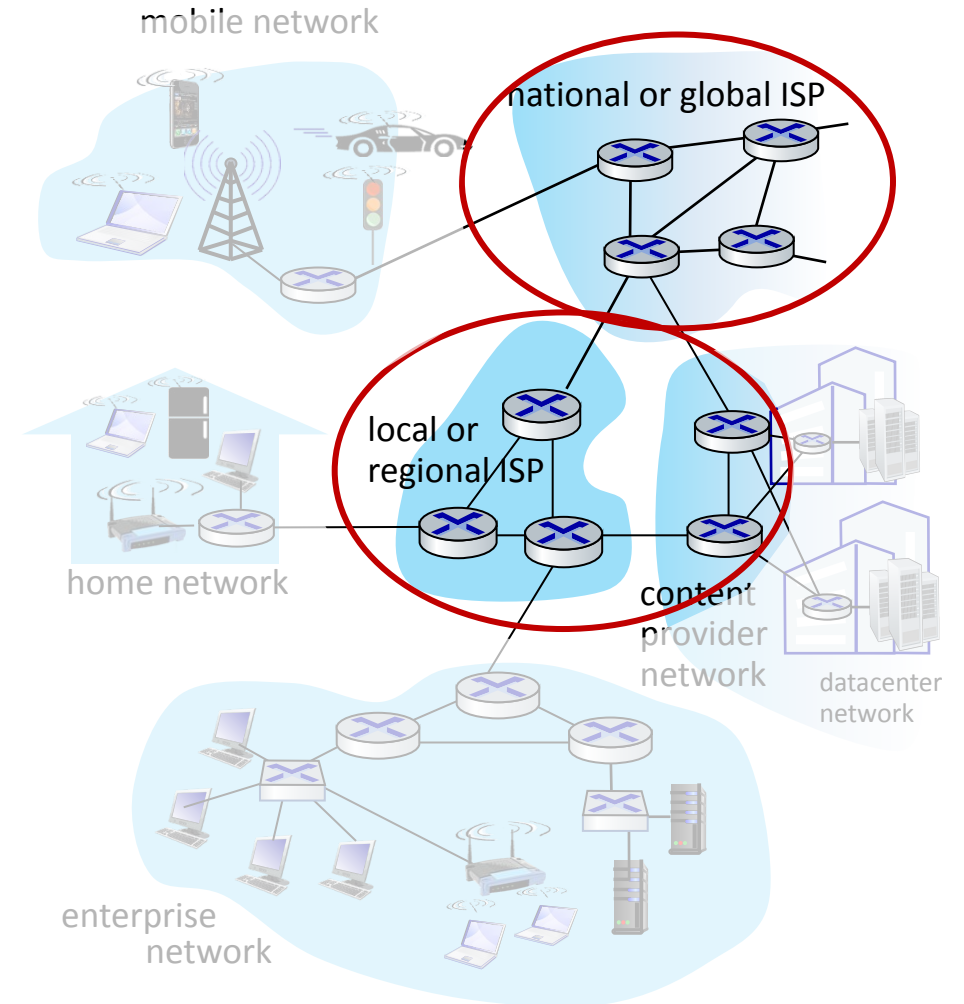 mobile network
national or global ISP
local or
regional ISP
home network
content
provider
network
datacenter
network
enterprise
network